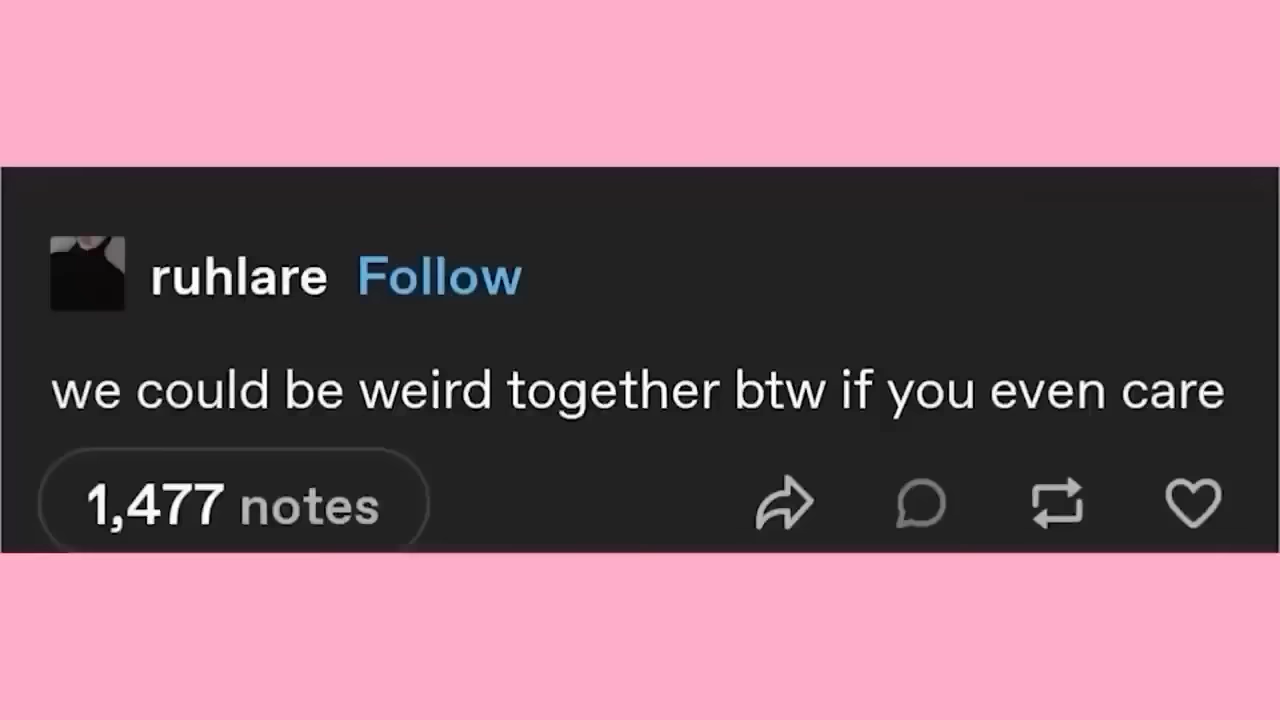 ruhlare Follow
we could be weird together btw if you even care
1,477 notes